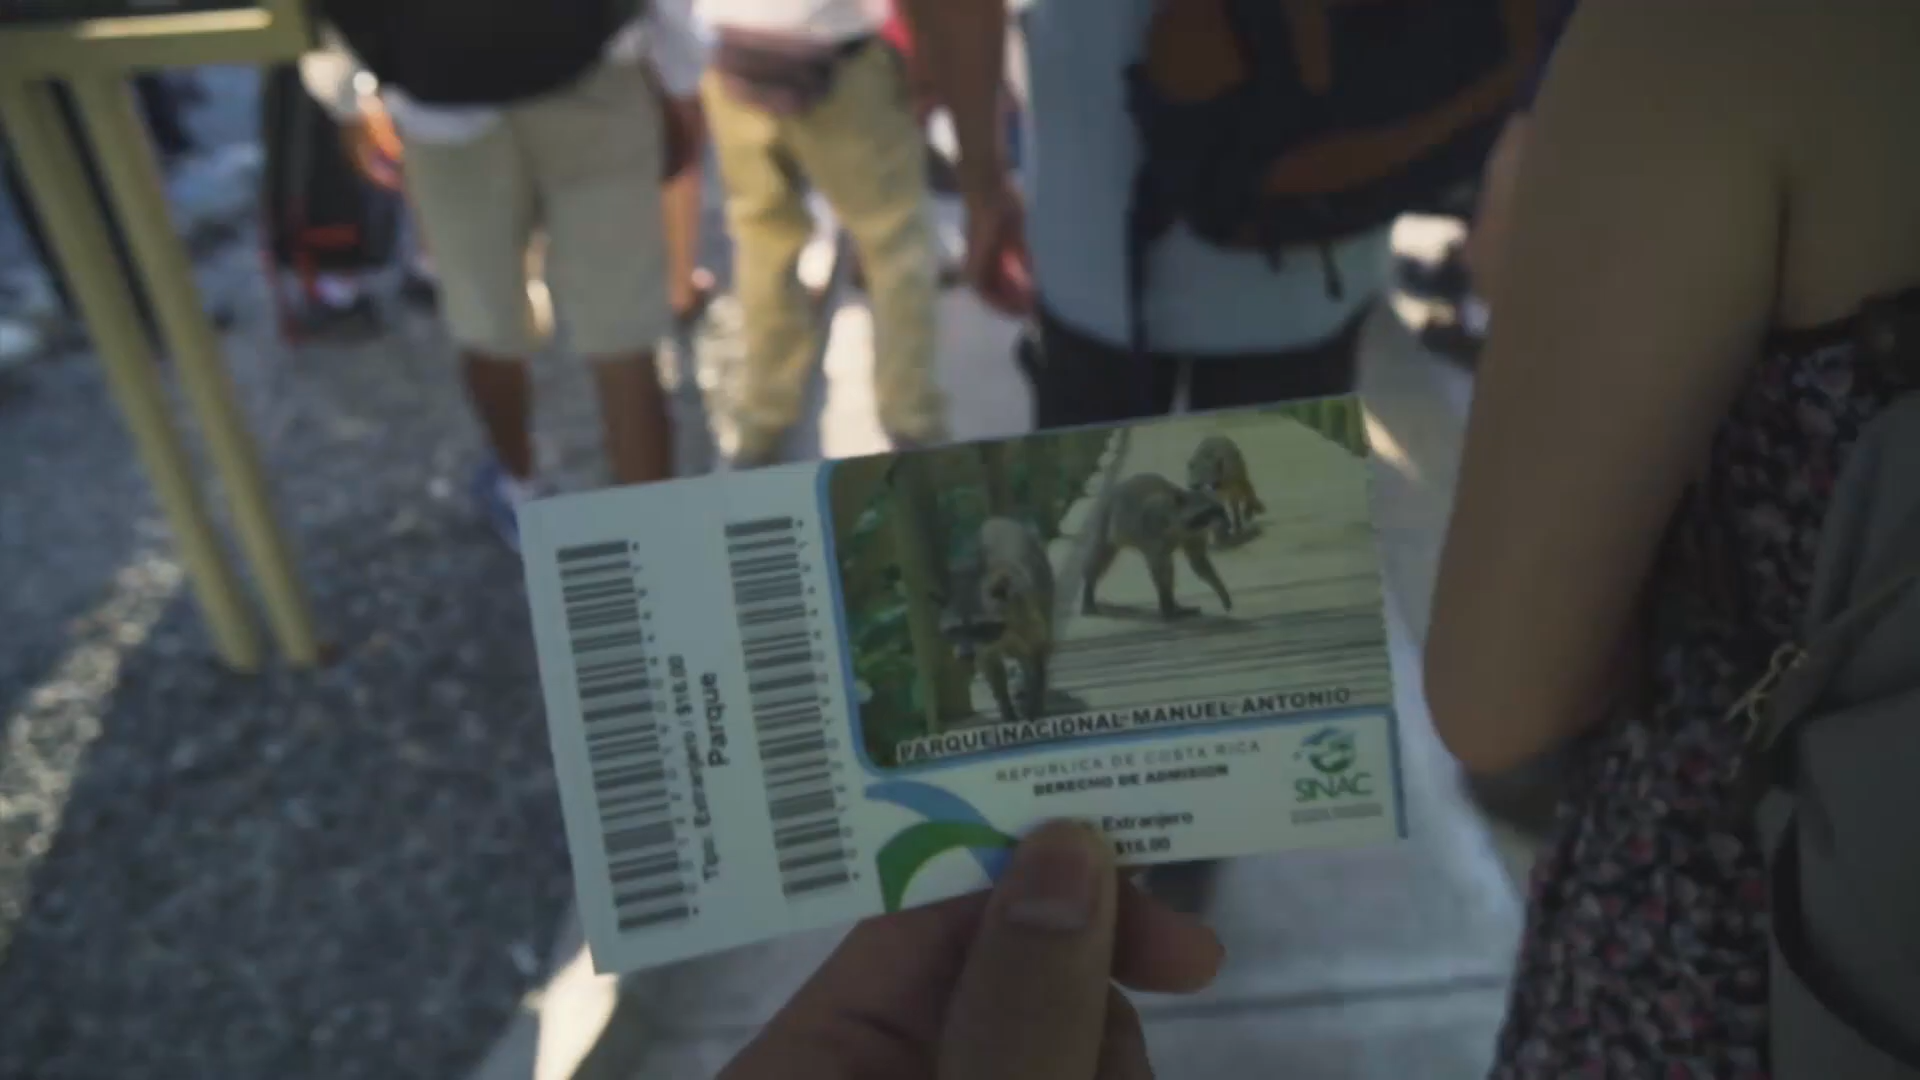 Tipo: Extranjero / $16.00
Parque
PARQUE NACIONAL MANUEL ANTONIO
REPUBLICA DE COSTA RICA
DERECHO DE ADMISION
Extranjero
$16.00
SINAC